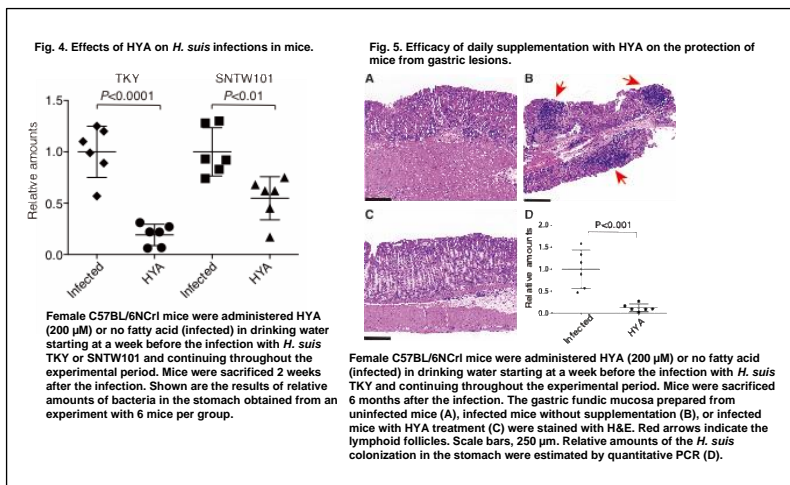 Fig. 4. Effects of HYA on H. suis infections in mice.
TKY
SNTW101
P<0.0001
P<0.01
Relative amounts
1.5
1.0
0.5
0.0
Infected
HYA
Infected
HYA
Female C57BL/6NCrl mice were administered HYA
(200 µM) or no fatty acid (infected) in drinking water
starting at a week before the infection with H. suis
TKY or SNTW101 and continuing throughout the
experimental period. Mice were sacrificed 2 weeks
after the infection. Shown are the results of relative
amounts of bacteria in the stomach obtained from an
experiment with 6 mice per group.
Fig. 5. Efficacy of daily supplementation with HYA on the protection of
mice from gastric lesions.
A
B
C
D
P<0.001
Relative amounts
2.0
1.5
1.0
0.5
0.0
Infected
HYA
Female C57BL/6NCrl mice were administered HYA (200 µM) or no fatty acid
(infected) in drinking water starting at a week before the infection with H. suis
TKY and continuing throughout the experimental period. Mice were sacrificed
6 months after the infection. The gastric fundic mucosa prepared from
uninfected mice (A), infected mice without supplementation (B), or infected
mice with HYA treatment (C) were stained with H&E. Red arrows indicate the
lymphoid follicles. Scale bars, 250 µm. Relative amounts of the H. suis
colonization in the stomach were estimated by quantitative PCR (D).